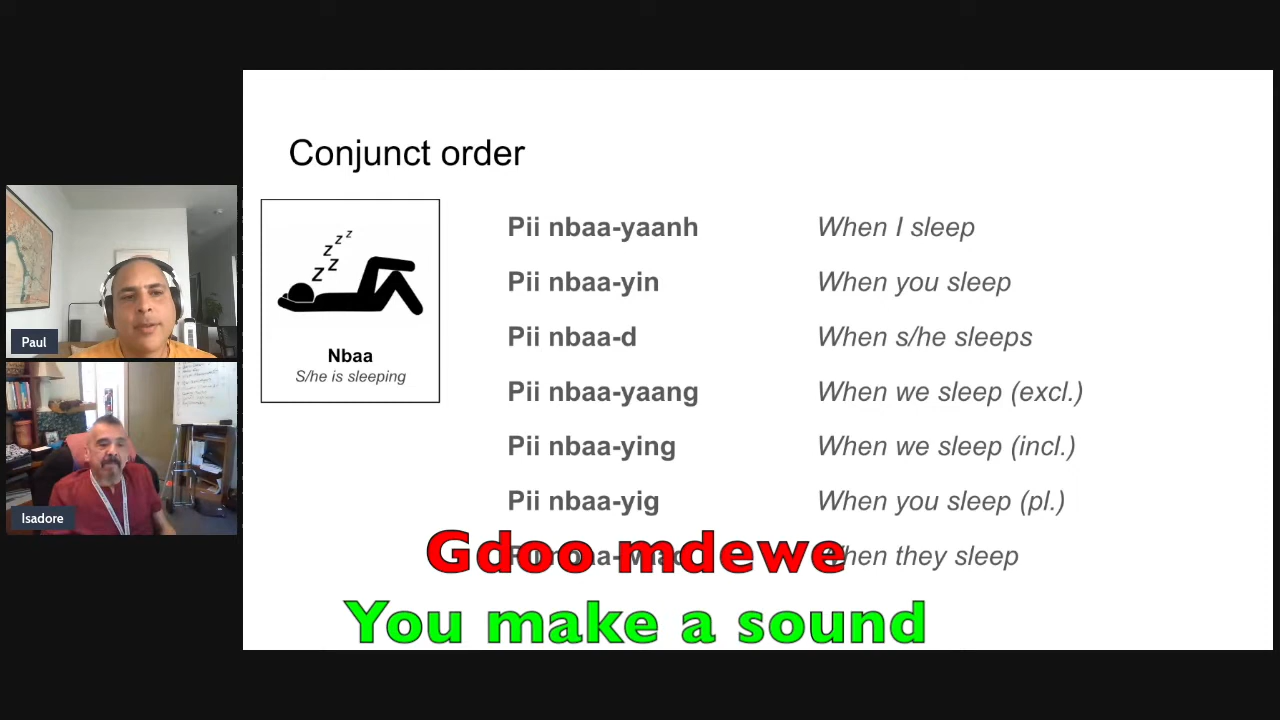 Conjunct order
Pii nbaa-yaanh When I sleep
Pii nbaa-yin When you sleep
Pii nbaa-d When s/he sleeps
Pii nbaa-yaang When we sleep (excl.)
Pii nbaa-ying When we sleep (incl.)
Pii nbaa-yig When you sleep (pl.)
When they sleep
z z z z z
Nbaa
S/he is sleeping
Paul
Isadore
Gdoo mdewe
You make a sound